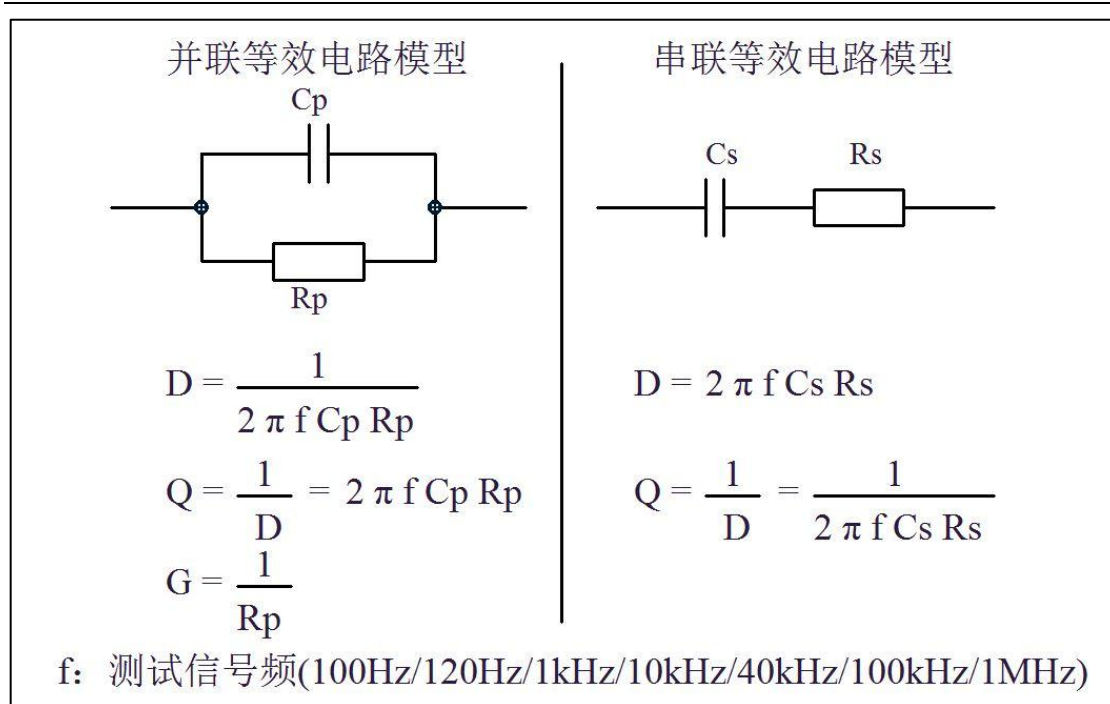 并联等效电路模型
Cp
Rp
D = 1 / 2 π f Cp Rp
Q = 1 / D = 2 π f Cp Rp
G = 1 / Rp
串联等效电路模型
Cs Rs
D = 2 π f Cs Rs
Q = 1 / D = 1 / 2 π f Cs Rs
f: 测试信号频(100Hz/120Hz/1kHz/10kHz/40kHz/100kHz/1MHz)